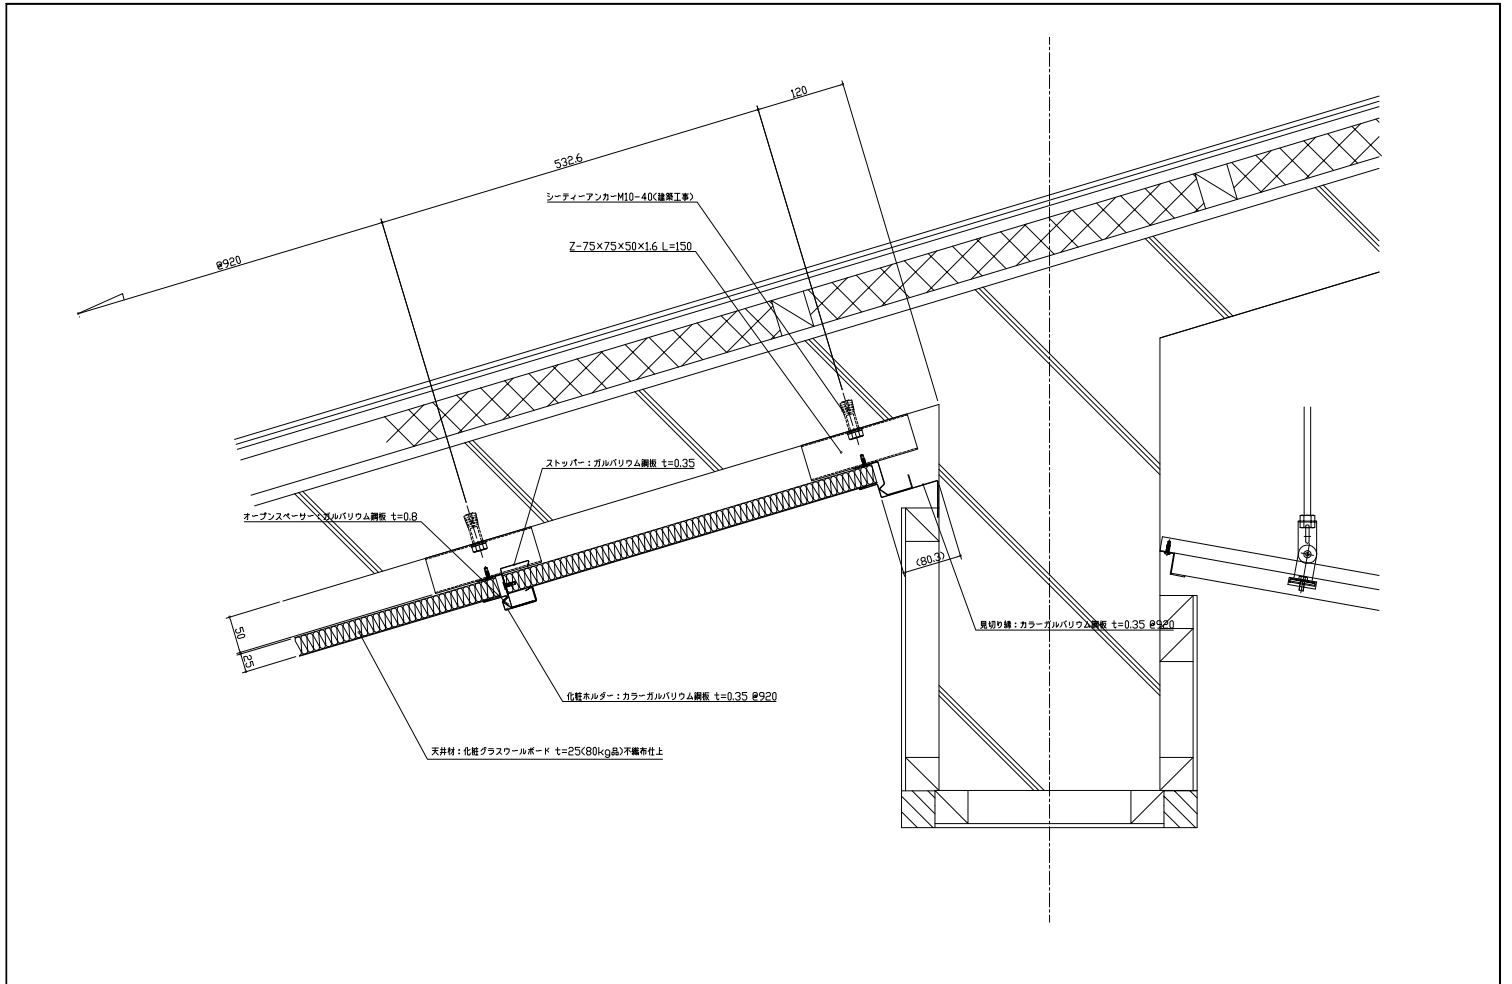 120
532.6
シーティーアンカーM10-40(建築工事)
Z-75×75×50×1.6 L=150
@920
ストッパー：ガルバリウム鋼板 t=0.35
オープンスペーサー：ガルバリウム鋼板 t=0.8
(80.3)
50
25
見切り縁：カラーガルバリウム鋼板 t=0.35 @920
化粧ホルダー：カラーガルバリウム鋼板 t=0.35 @920
天井材：化粧グラスウールボード t=25(80kg品)不織布仕上